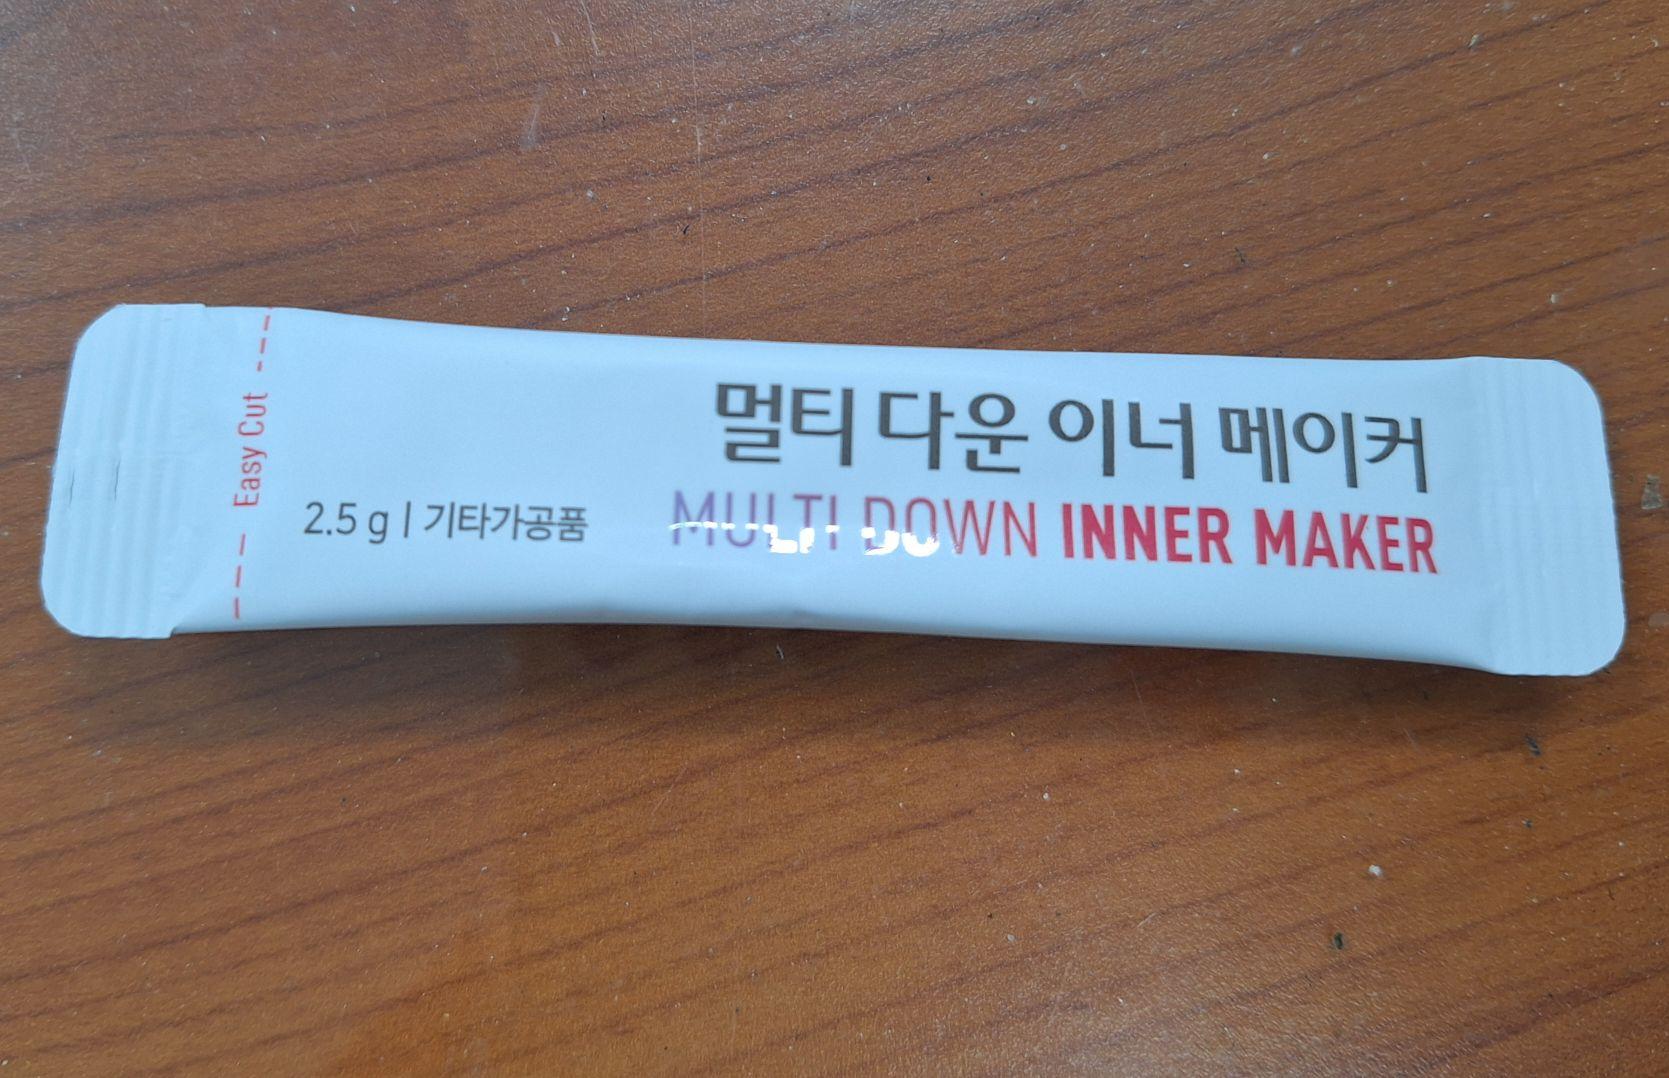 멀티 다운 이너 메이커
MULTI DOWN INNER MAKER
2.5 g | 기타가공품
Easy Cut